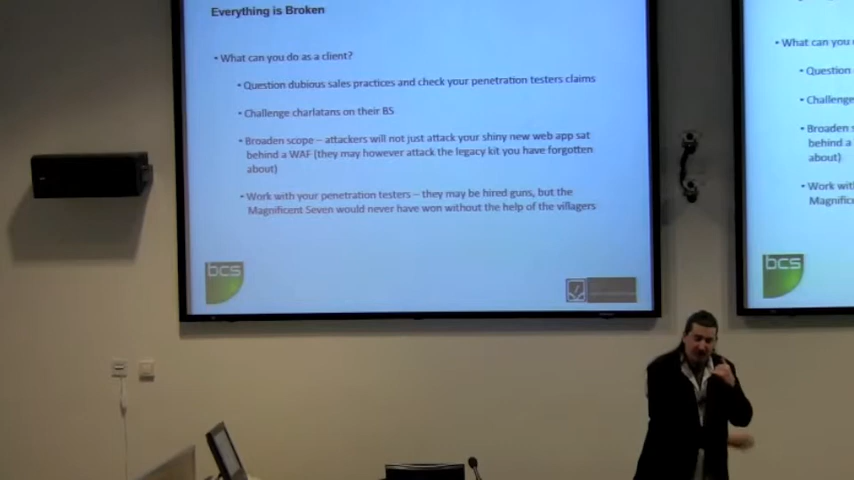 Everything is Broken
• What can you do as a client?
• Question dubious sales practices and check your penetration testers claims
• Challenge charlatans on their BS
• Broaden scope – attackers will not just attack your shiny new web app sat
behind a WAF (they may however attack the legacy kit you have forgotten
about)
• Work with your penetration testers – they may be hired guns, but the
Magnificent Seven would never have won without the help of the villagers
bcs
• What can you
• Question
• Challenge
• Broaden s
behind a
about)
• Work with
Magnific
bcs